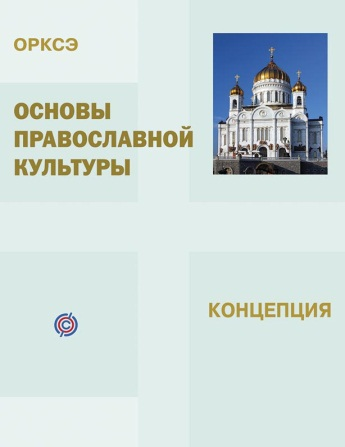 ОРКСЭ
ОСНОВЫ
ПРАВОСЛАВНОЙ
КУЛЬТУРЫ
КОНЦЕПЦИЯ